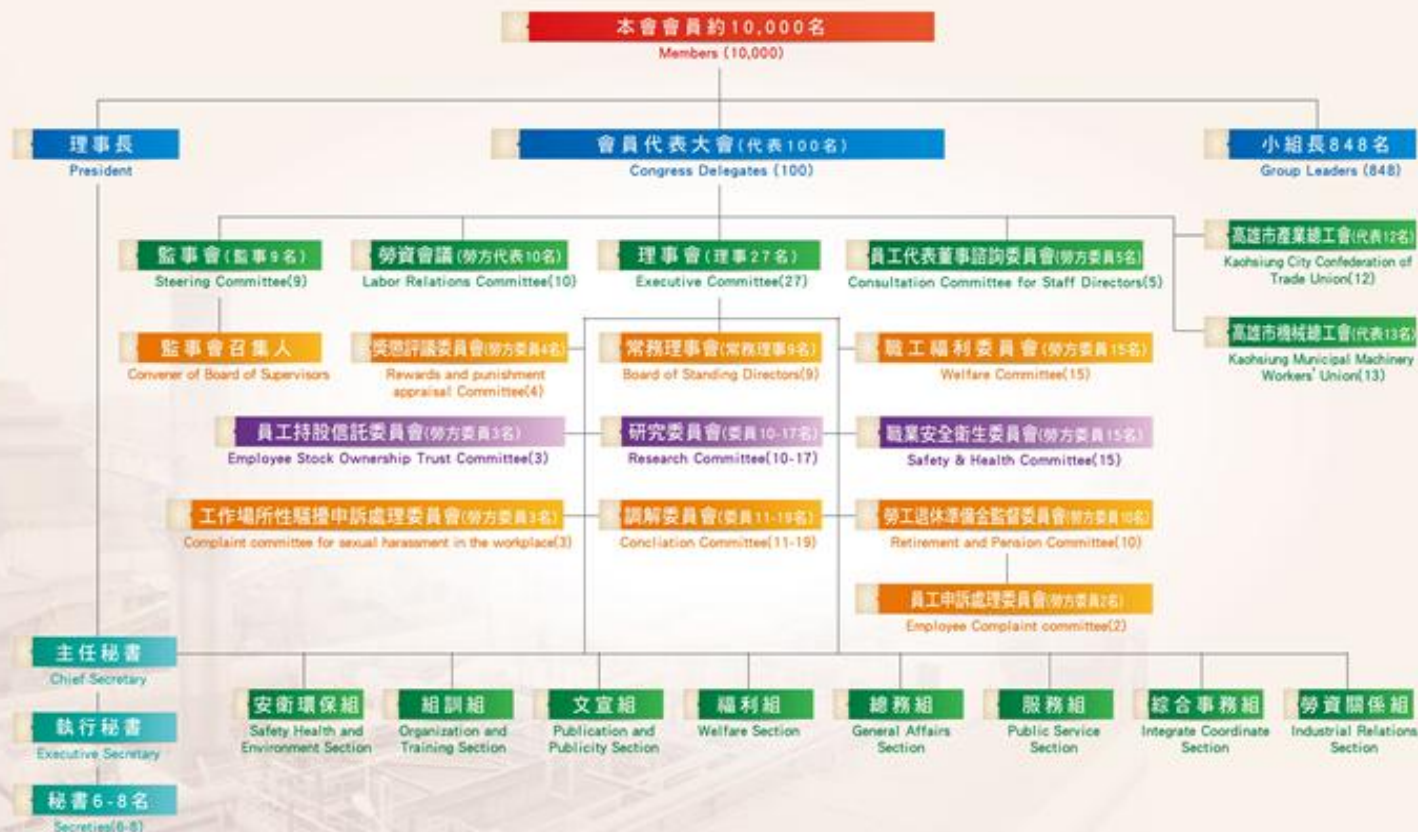 本會會員約10,000名
Members (10,000)
理事長
President
會員代表大會(代表100名)
Congress Delegates (100)
小組長848名
Group Leaders (848)
監事會(監事9名)
Steering Committee(9)
勞資會議(勞方代表10名)
Labor Relations Committee(10)
理事會(理事27名)
Executive Committee(27)
員工代表董事諮詢委員會(勞方委員5名)
Consultation Committee for Staff Directors(5)
高雄市產業總工會(代表12名)
Kaohsiung City Confederation of
Trade Union(12)
監事會召集人
Convener of Board of Supervisors
獎懲評議委員會(勞方委員4名)
Rewards and punishment
appraisal Committee(4)
常務理事會(常務理事9名)
Board of Standing Directors(9)
職工福利委員會(勞方委員15名)
Welfare Committee(15)
高雄市機械總工會(代表13名)
Kaohsiung Municipal Machinery
Workers' Union(13)
員工持股信託委員會(勞方委員3名)
Employee Stock Ownership Trust Committee(3)
研究委員會(委員10-17名)
Research Committee(10-17)
職業安全衛生委員會(勞方委員15名)
Safety & Health Committee(15)
工作場所性騷擾申訴處理委員會(勞方委員3名)
Complaint committee for sexual harassment in the workplace(3)
調解委員會(委員11-19名)
Conclliation Committee(11-19)
勞工退休準備金監督委員會(勞方委員10名)
Retirement and Pension Committee(10)
員工申訴處理委員會(勞方委員2名)
Employee Complaint committee(2)
主任秘書
Chief Secretary
執行秘書
Executive Secretary
秘書6-8名
Secreties(6-8)
安衛環保組
Safety Health and
Environment Section
組訓組
Organization and
Training Section
文宣組
Publication and
Publicity Section
福利組
Welfare Section
總務組
General Affairs
Section
服務組
Public Service
Section
綜合事務組
Integrate Coordinate
Section
勞資關係組
Industrial Relations
Section